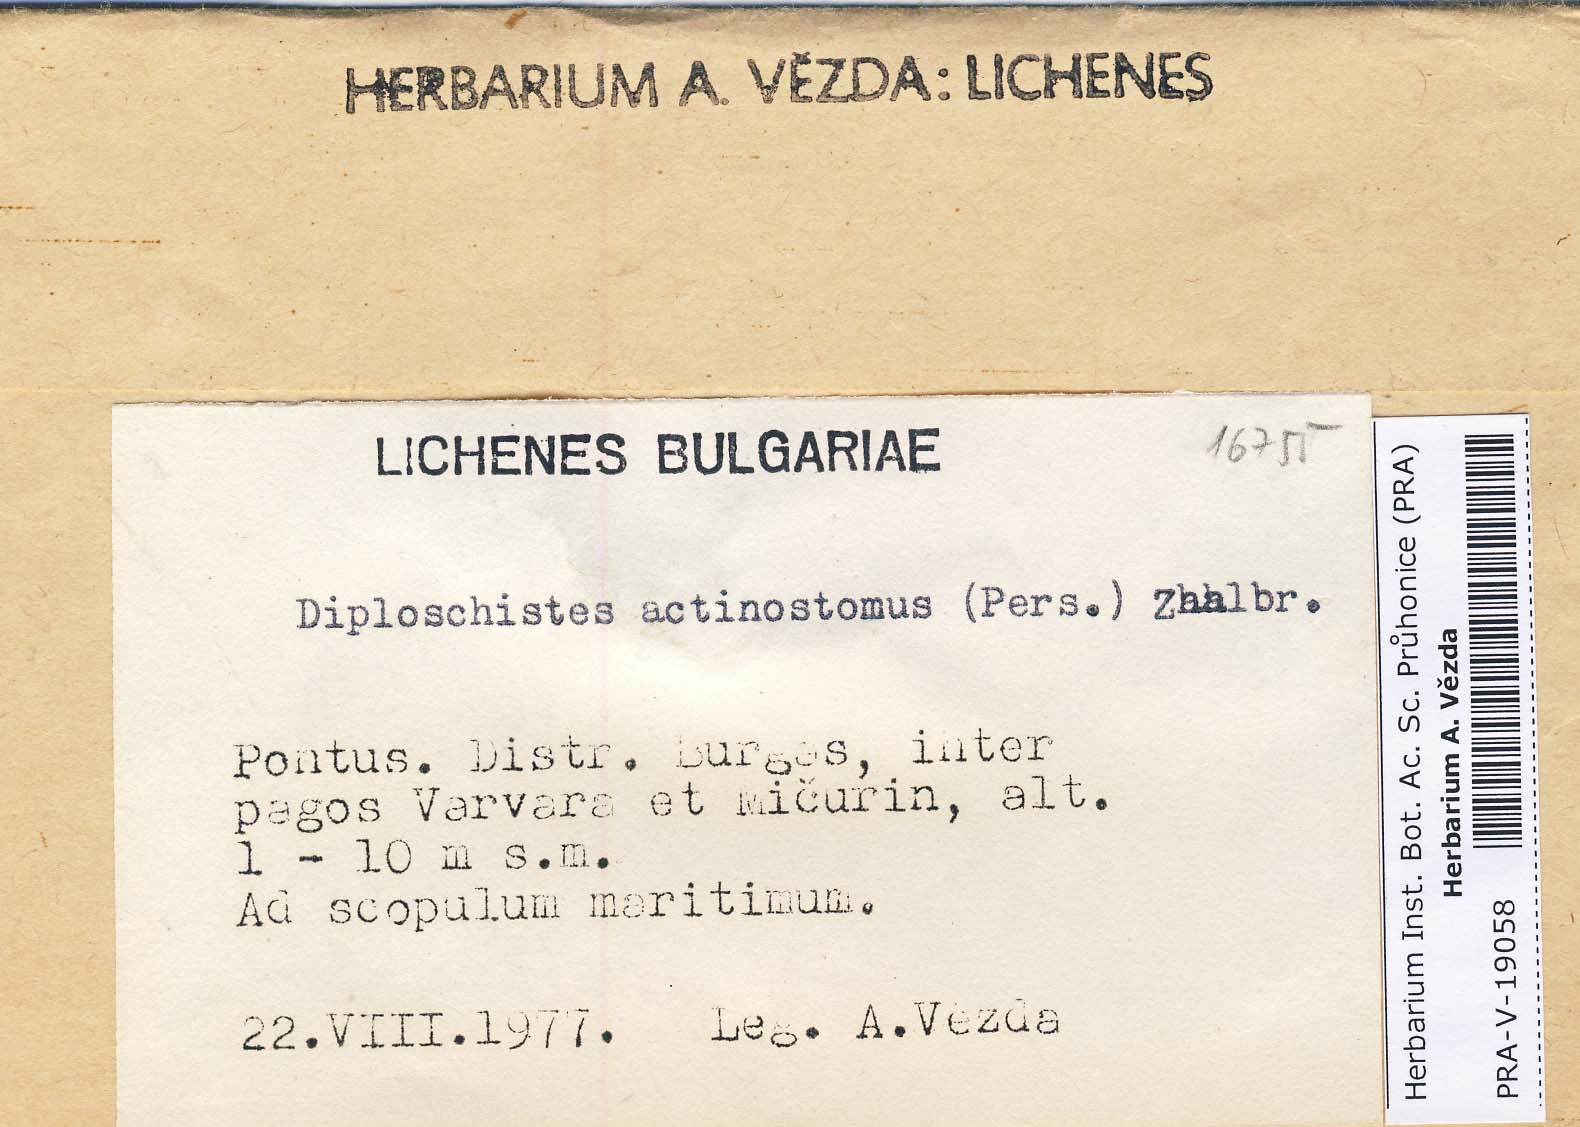 HERBARIUM A. VĚZDA: LICHENES
LICHENES BULGARIAE
16755
Diploschistes actinostomus (Pers.) Zahlbr.
Pontus. Distr. Burgas, inter
pagos Varvara et Mičurin, alt.
1 - 10 m s.m.
Ad scopulum maritimum.
22.VIII.1977. Leg. A.Vězda
Herbarium Inst. Bot. Ac. Sc. Průhonice (PRA)
Herbarium A. Vězda
PRA-V-19058